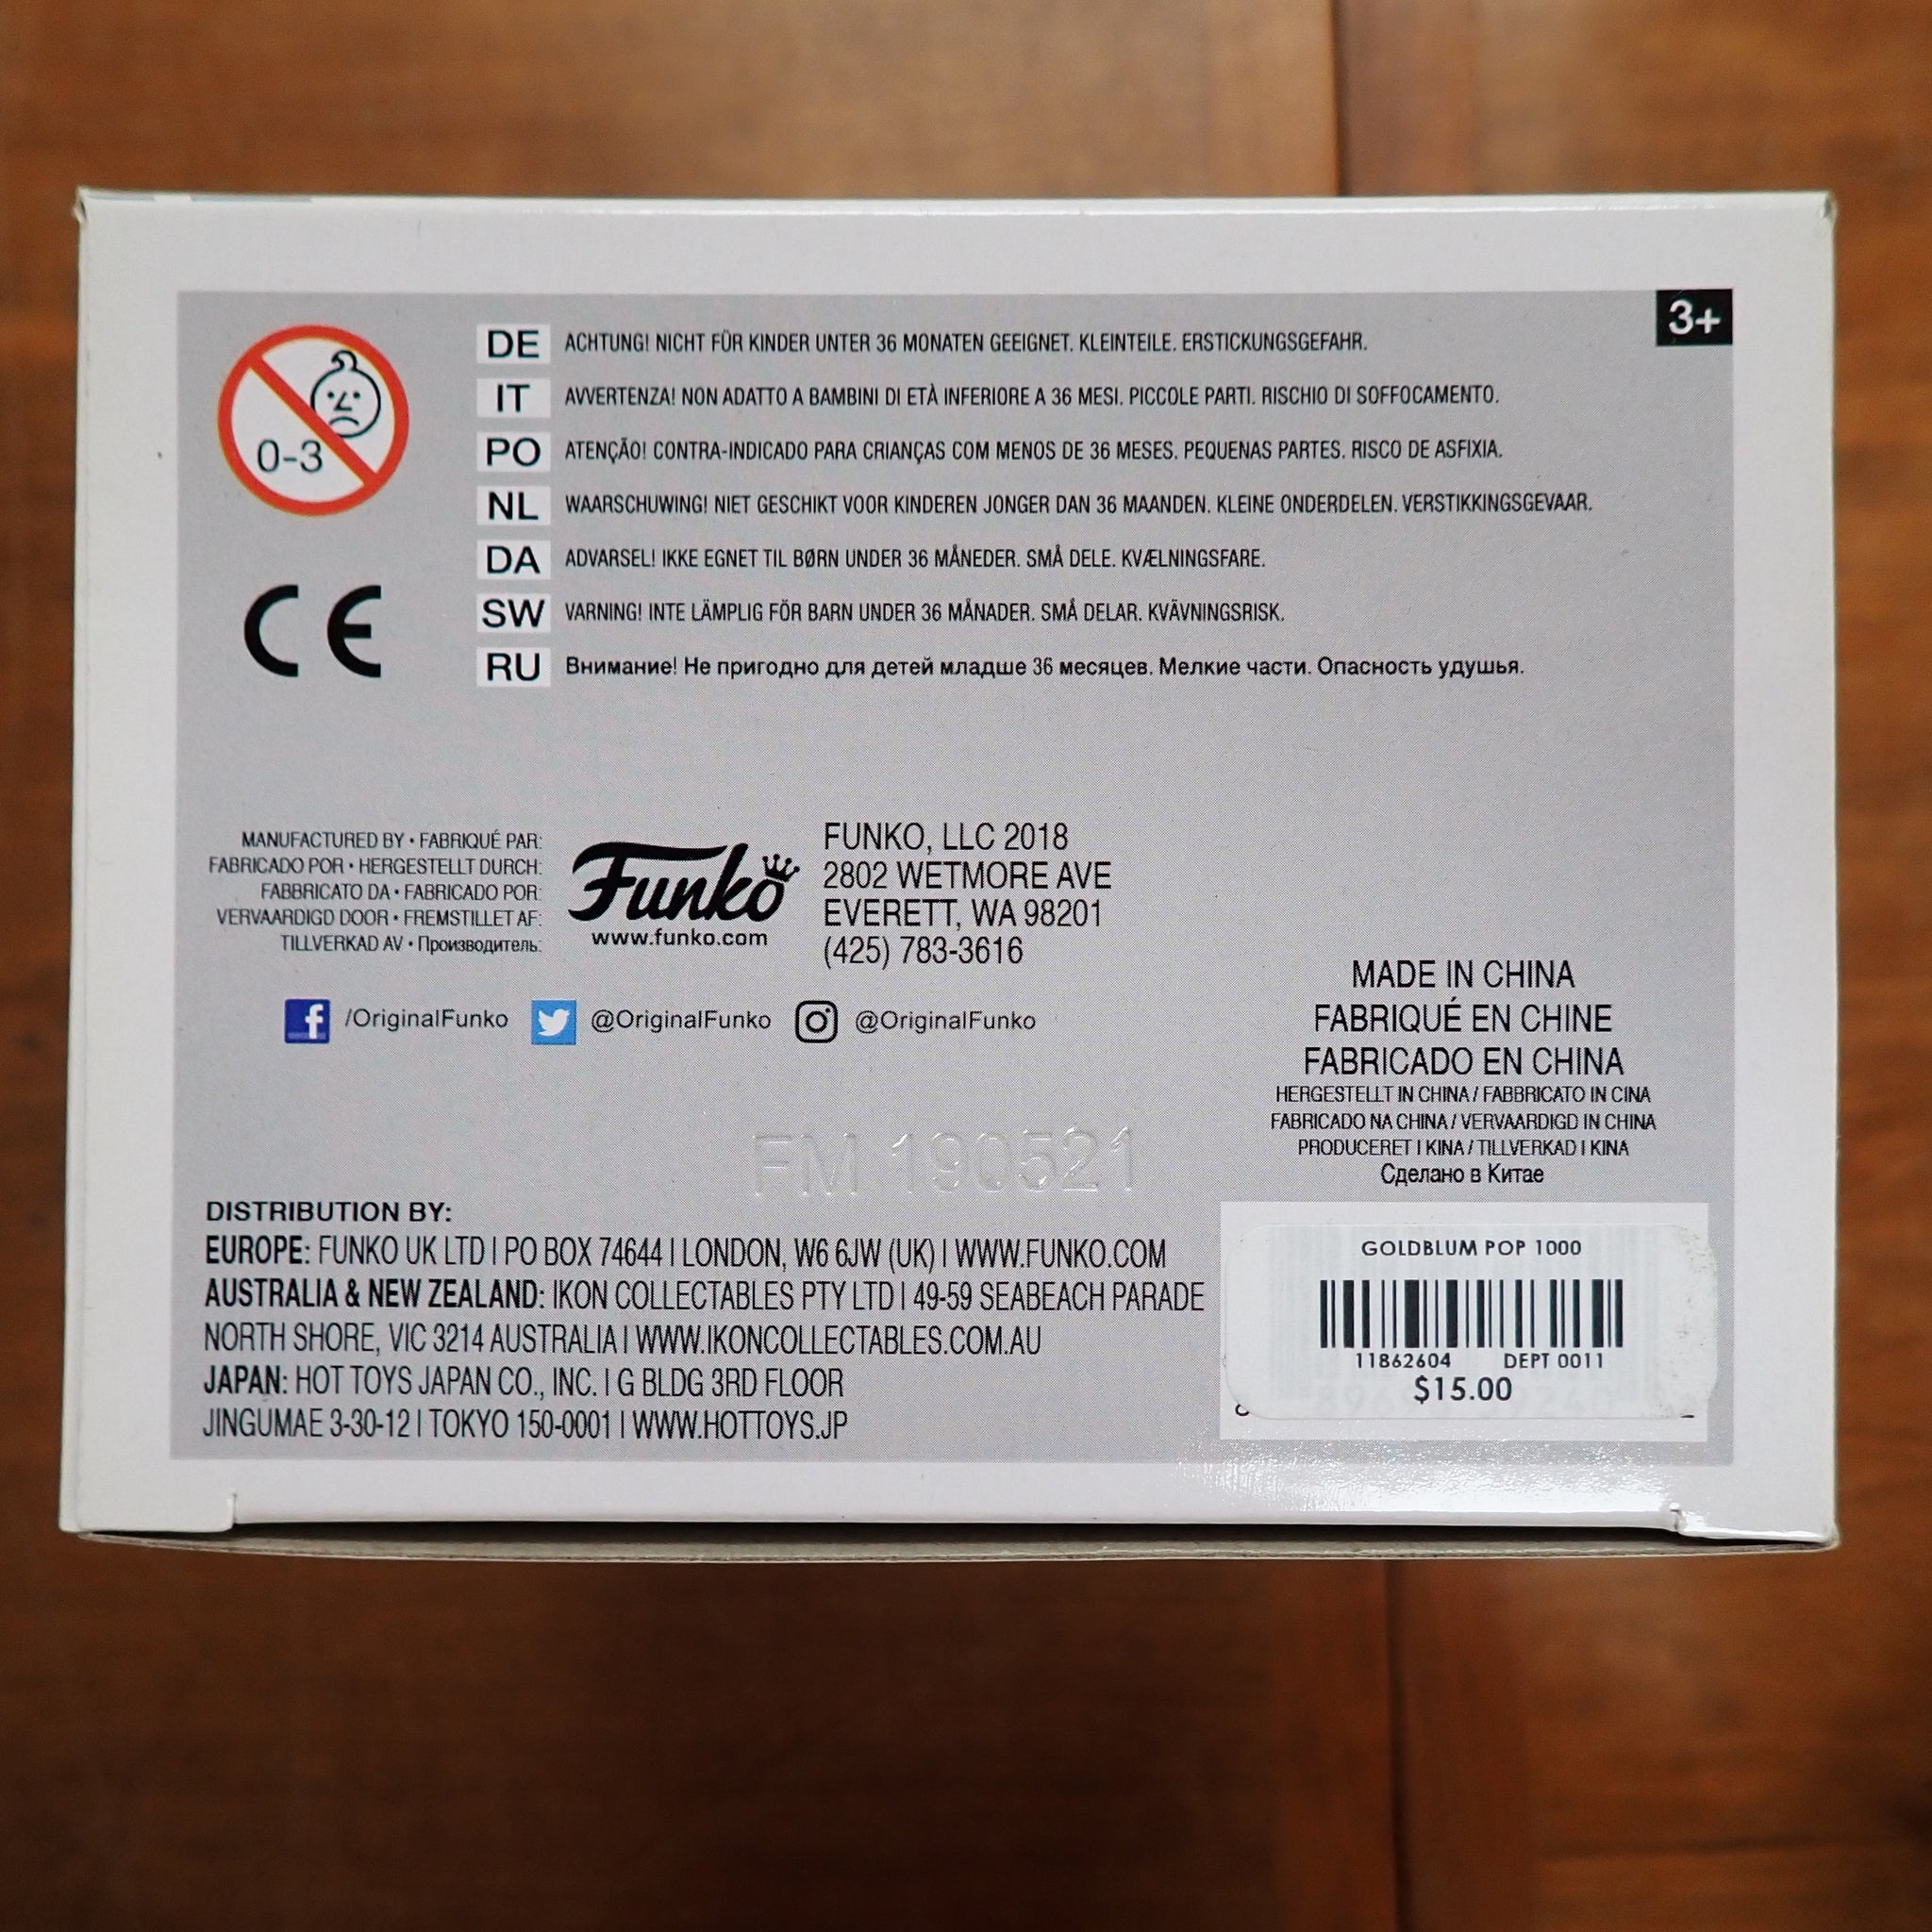 3+
0-3
DE ACHTUNG! NICHT FÜR KINDER UNTER 36 MONATEN GEEIGNET. KLEINTEILE. ERSTICKUNGSGEFAHR.
IT AVVERTENZA! NON ADATTO A BAMBINI DI ETÀ INFERIORE A 36 MESI. PICCOLE PARTI. RISCHIO DI SOFFOCAMENTO.
PO ATENÇÃO! CONTRA-INDICADO PARA CRIANÇAS COM MENOS DE 36 MESES. PEQUENAS PARTES. RISCO DE ASFIXIA.
NL WAARSCHUWING! NIET GESCHIKT VOOR KINDEREN JONGER DAN 36 MAANDEN. KLEINE ONDERDELEN. VERSTIKKINGSGEVAAR.
DA ADVARSEL! IKKE EGNET TIL BØRN UNDER 36 MÅNEDER. SMÅ DELE. KVÆLNINGSFARE.
SW VARNING! INTE LÄMPLIG FÖR BARN UNDER 36 MÅNADER. SMÅ DELAR. KVÄVNINGSRISK.
RU Внимание! Не пригодно для детей младше 36 месяцев. Мелкие части. Опасность удушья.
CE
MANUFACTURED BY • FABRIQUÉ PAR:
FABRICADO POR • HERGESTELLT DURCH:
FABBRICATO DA • FABRICADO POR:
VERVAARDIGD DOOR • FREMSTILLET AF:
TILLVERKAD AV • Производитель:
Funko
www.funko.com
FUNKO, LLC 2018
2802 WETMORE AVE
EVERETT, WA 98201
(425) 783-3616
/OriginalFunko @OriginalFunko @OriginalFunko
MADE IN CHINA
FABRIQUÉ EN CHINE
FABRICADO EN CHINA
HERGESTELLT IN CHINA / FABBRICATO IN CINA
FABRICADO NA CHINA / VERVAARDIGD IN CHINA
PRODUCERET I KINA / TILLVERKAD I KINA
Сделано в Китае
FM 190521
DISTRIBUTION BY:
EUROPE: FUNKO UK LTD | PO BOX 74644 | LONDON, W6 6JW (UK) | WWW.FUNKO.COM
AUSTRALIA & NEW ZEALAND: IKON COLLECTABLES PTY LTD | 49-59 SEABEACH PARADE
NORTH SHORE, VIC 3214 AUSTRALIA | WWW.IKONCOLLECTABLES.COM.AU
JAPAN: HOT TOYS JAPAN CO., INC. | G BLDG 3RD FLOOR
JINGUMAE 3-30-12 | TOKYO 150-0001 | WWW.HOTTOYS.JP
GOLDBLUM POP 1000
11862604 DEPT 0011
$15.00